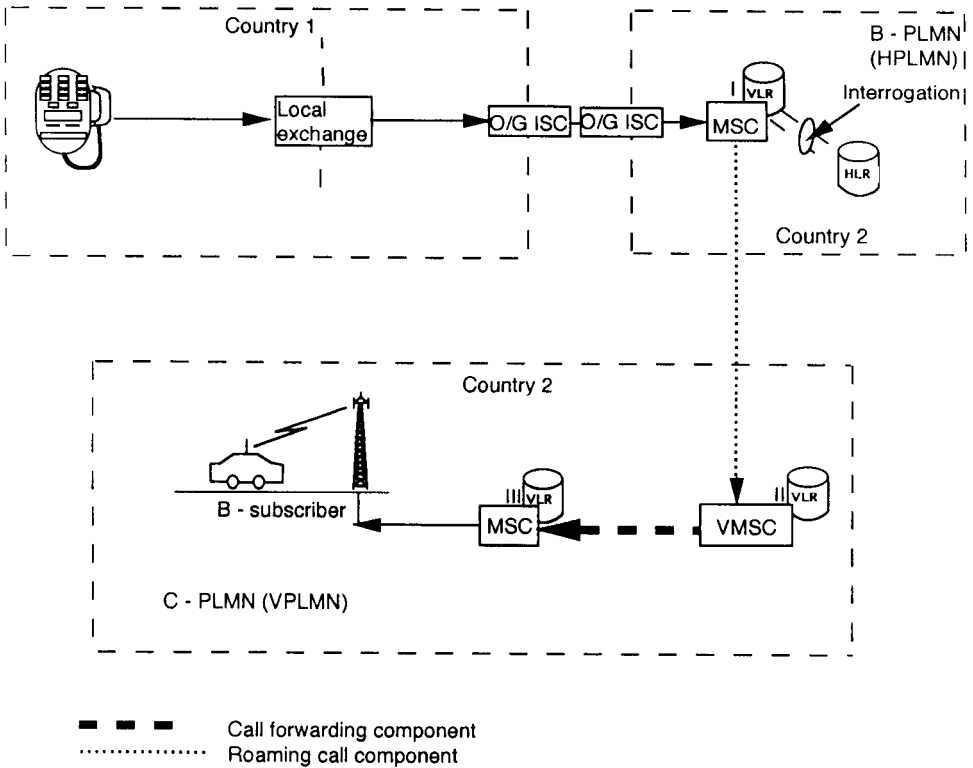 Country 1
B - PLMN
(HPLMN)
Interrogation
I
VLR
Local
exchange
O/G ISC
O/G ISC
MSC
HLR
Country 2
Country 2
B - subscriber
III
VLR
MSC
II
VLR
VMSC
C - PLMN (VPLMN)
Call forwarding component
Roaming call component